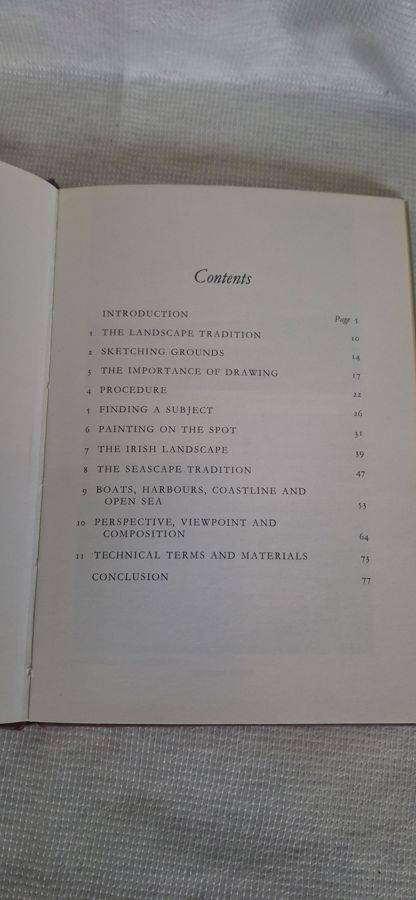 Contents
INTRODUCTION Page 5
1 THE LANDSCAPE TRADITION 10
2 SKETCHING GROUNDS 14
3 THE IMPORTANCE OF DRAWING 17
4 PROCEDURE 22
5 FINDING A SUBJECT 26
6 PAINTING ON THE SPOT 31
7 THE IRISH LANDSCAPE 39
8 THE SEASCAPE TRADITION 47
9 BOATS, HARBOURS, COASTLINE AND
OPEN SEA 53
10 PERSPECTIVE, VIEWPOINT AND
COMPOSITION 64
11 TECHNICAL TERMS AND MATERIALS 73
CONCLUSION 77